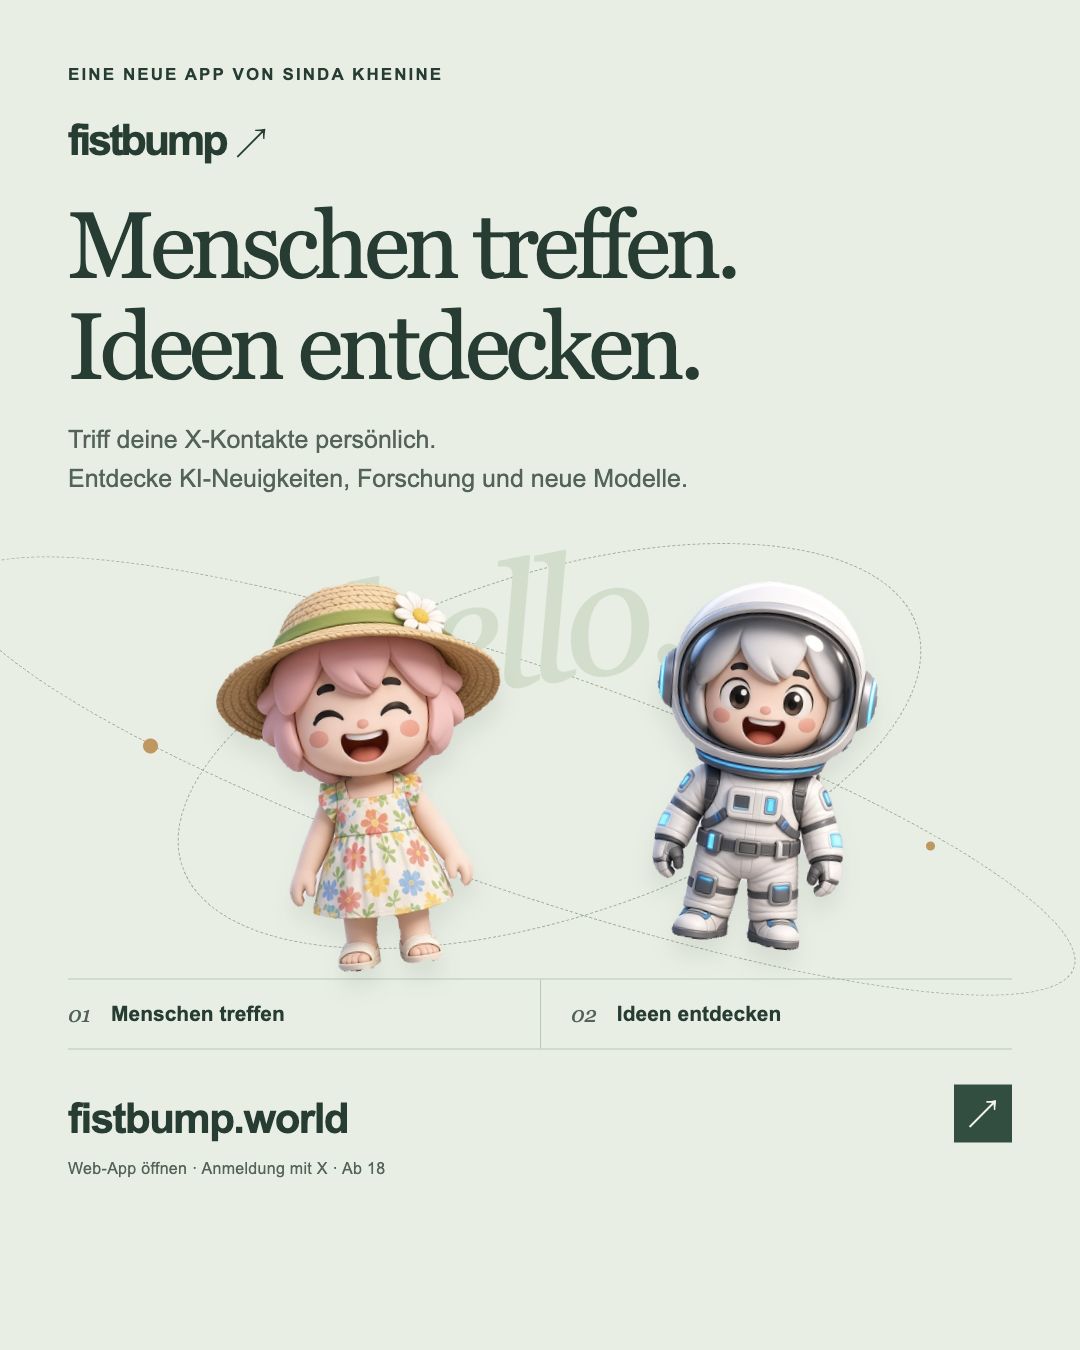 EINE NEUE APP VON SINDA KHENINE
fistbump
Menschen treffen.
Ideen entdecken.
Triff deine X-Kontakte persönlich.
Entdecke KI-Neuigkeiten, Forschung und neue Modelle.
ello.
01 Menschen treffen
02 Ideen entdecken
fistbump.world
Web-App öffnen · Anmeldung mit X · Ab 18